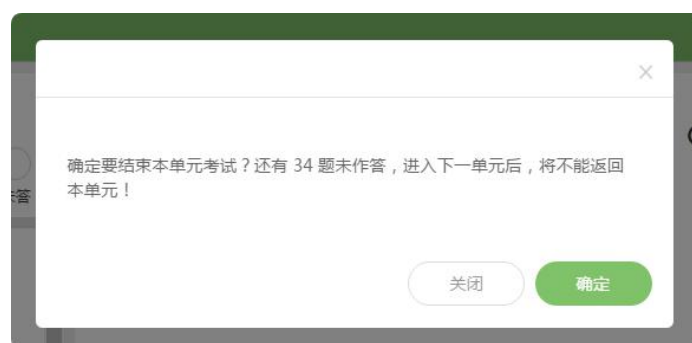 确定要结束本单元考试？还有 34 题未作答，进入下一单元后，将不能返回
本单元！
答
关闭
确定